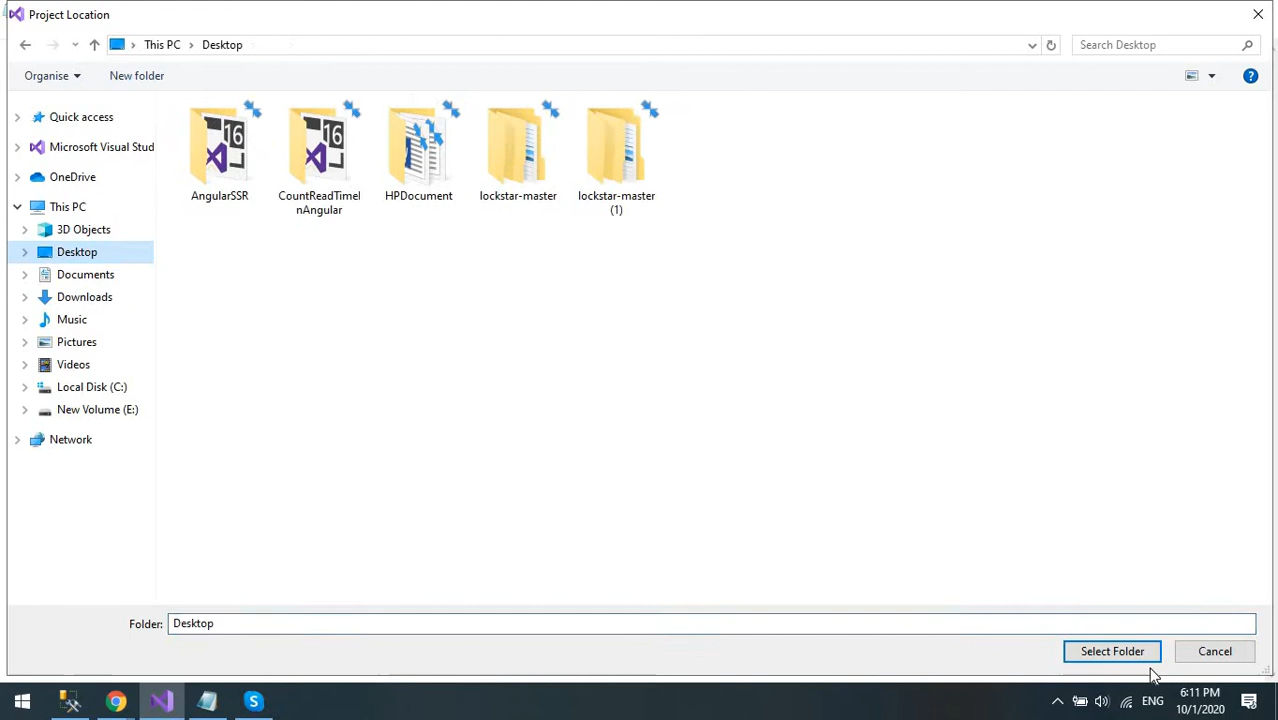 Project Location
This PC
Desktop
Search Desktop
Organise
New folder
Quick access
Microsoft Visual Stud
OneDrive
This PC
3D Objects
Desktop
Documents
Downloads
Music
Pictures
Videos
Local Disk (C:)
New Volume (E:)
Network
16
AngularSSR
16
CountReadTimeI
nAngular
HPDocument
lockstar-master
lockstar-master
(1)
Folder:
Desktop
Select Folder
Cancel
ENG
6:11 PM
10/1/2020